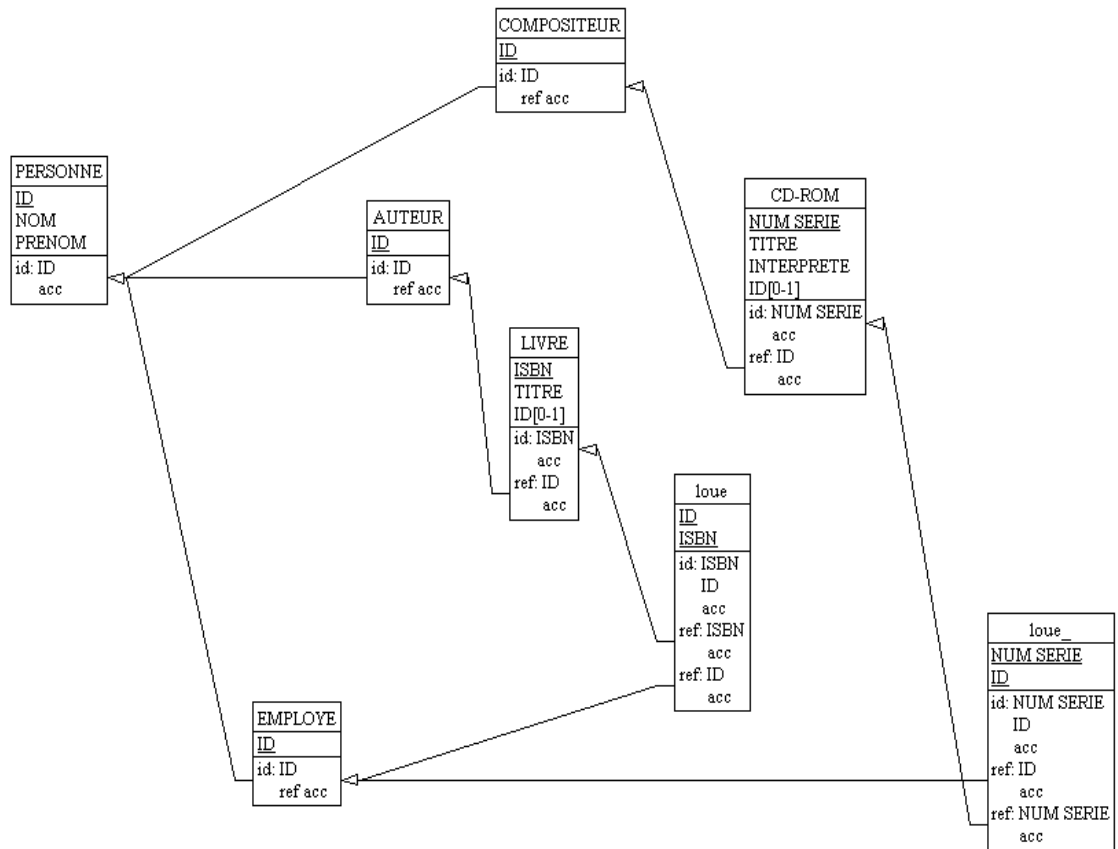 COMPOSITEUR
ID
id: ID
ref acc
PERSONNE
ID
NOM
PRENOM
id: ID
acc
AUTEUR
ID
id: ID
ref acc
CD-ROM
NUM SERIE
TITRE
INTERPRETE
ID[0-1]
id: NUM SERIE
acc
ref: ID
acc
LIVRE
ISBN
TITRE
ID[0-1]
id: ISBN
acc
ref: ID
acc
loue
ID
ISBN
id: ISBN
ID
acc
ref: ISBN
acc
ref: ID
acc
loue_
NUM SERIE
ID
id: NUM SERIE
ID
acc
ref: ID
acc
ref: NUM SERIE
acc
EMPLOYE
ID
id: ID
ref acc